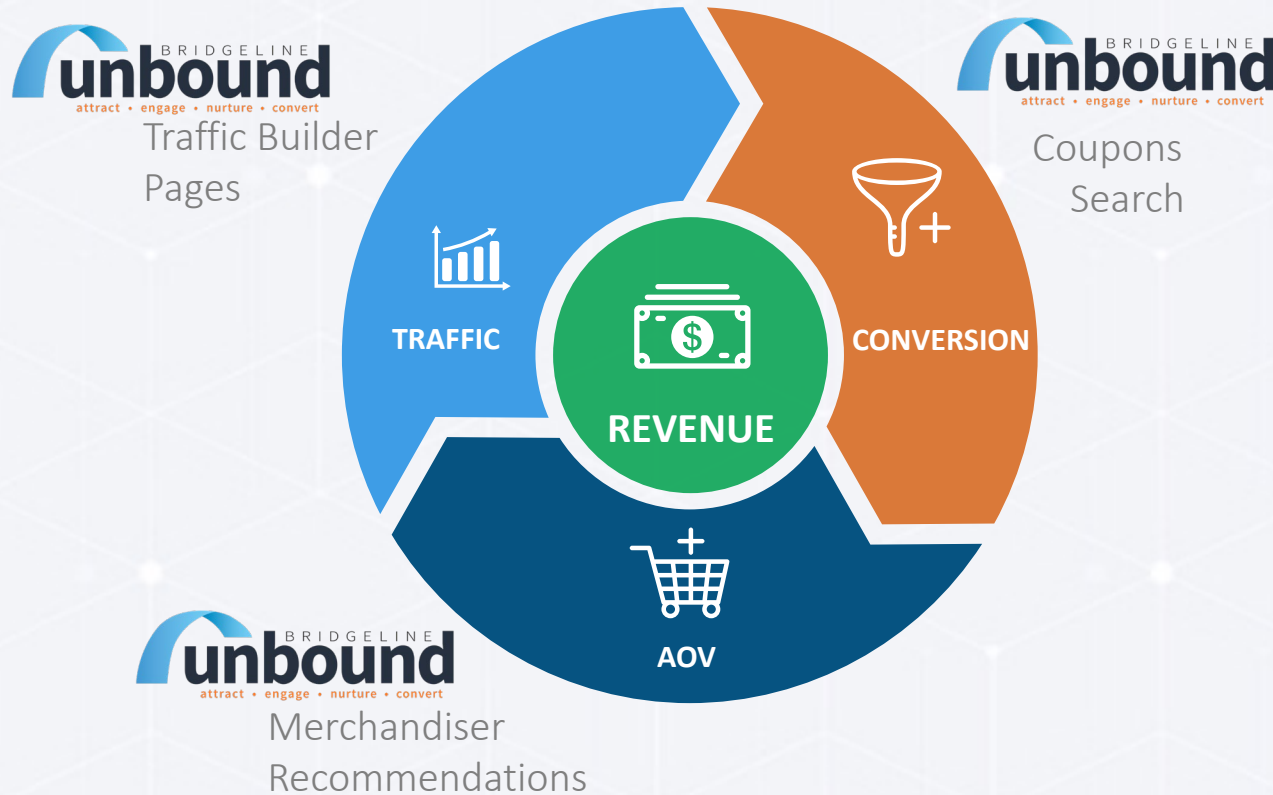 BRIDGELINE
unbound
attract • engage • nurture • convert
Traffic Builder
Pages
BRIDGELINE
unbound
attract • engage • nurture • convert
Coupons
Search
TRAFFIC
$
REVENUE
CONVERSION
AOV
BRIDGELINE
unbound
attract • engage • nurture • convert
Merchandiser
Recommendations